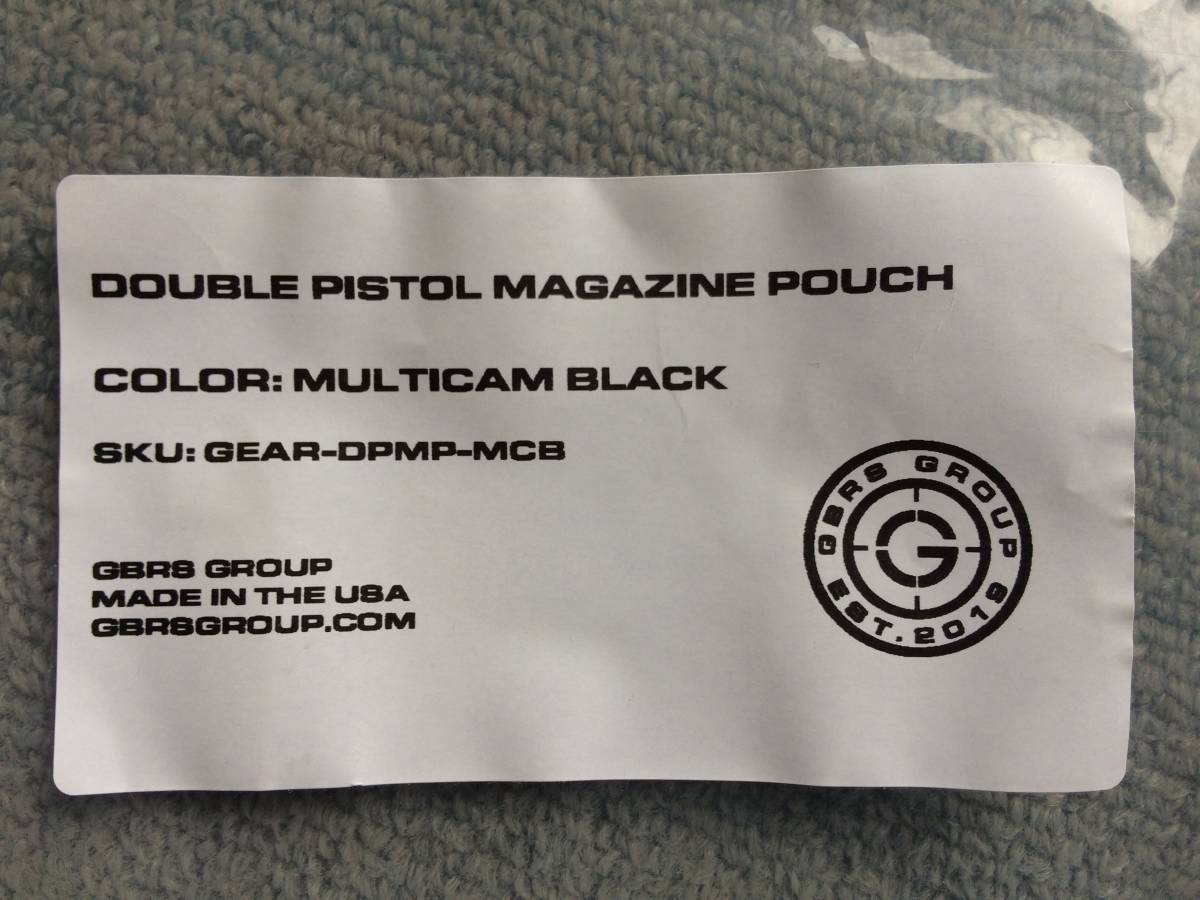 DOUBLE PISTOL MAGAZINE POUCH
COLOR: MULTICAM BLACK
SKU: GEAR-DPMP-MCB
GBRS GROUP
MADE IN THE USA
GBRSGROUP.COM
GBRS GROUP
G
EST. 2019